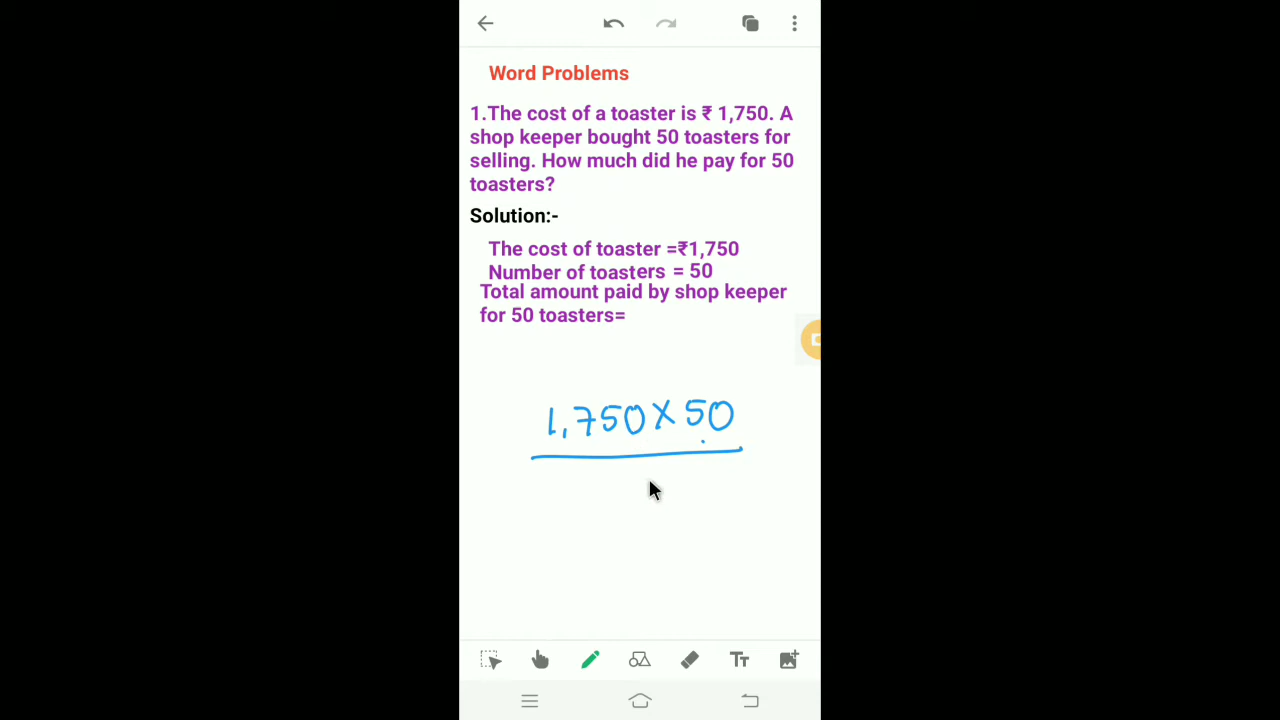 Word Problems
1.The cost of a toaster is ₹ 1,750. A
shop keeper bought 50 toasters for
selling. How much did he pay for 50
toasters?
Solution:-
The cost of toaster =₹1,750
Number of toasters = 50
Total amount paid by shop keeper
for 50 toasters=
1,750 X 50
Tт